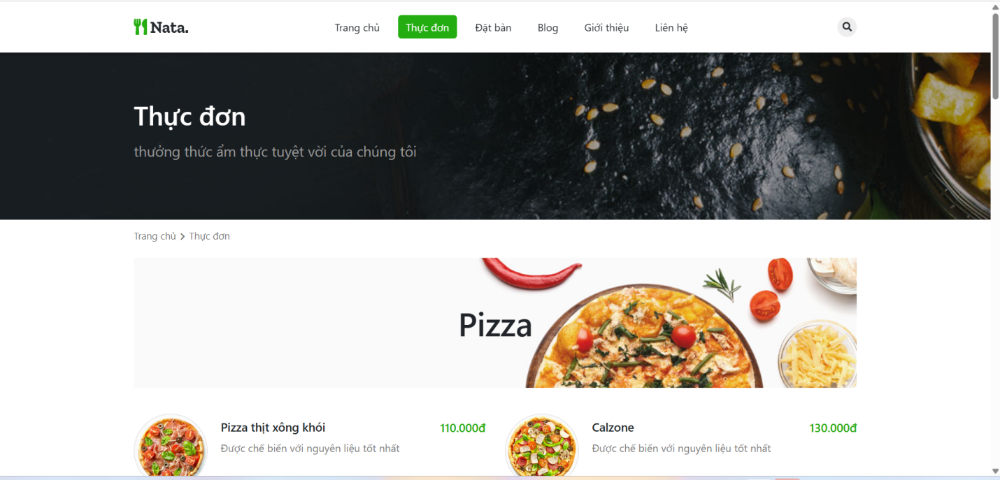 Nata.
Trang chủ Thực đơn Đặt bàn Blog Giới thiệu Liên hệ
Thực đơn
thưởng thức ẩm thực tuyệt vời của chúng tôi
Trang chủ > Thực đơn
Pizza
Pizza thịt xông khói 110.000đ
Được chế biến với nguyên liệu tốt nhất
Calzone 130.000đ
Được chế biến với nguyên liệu tốt nhất